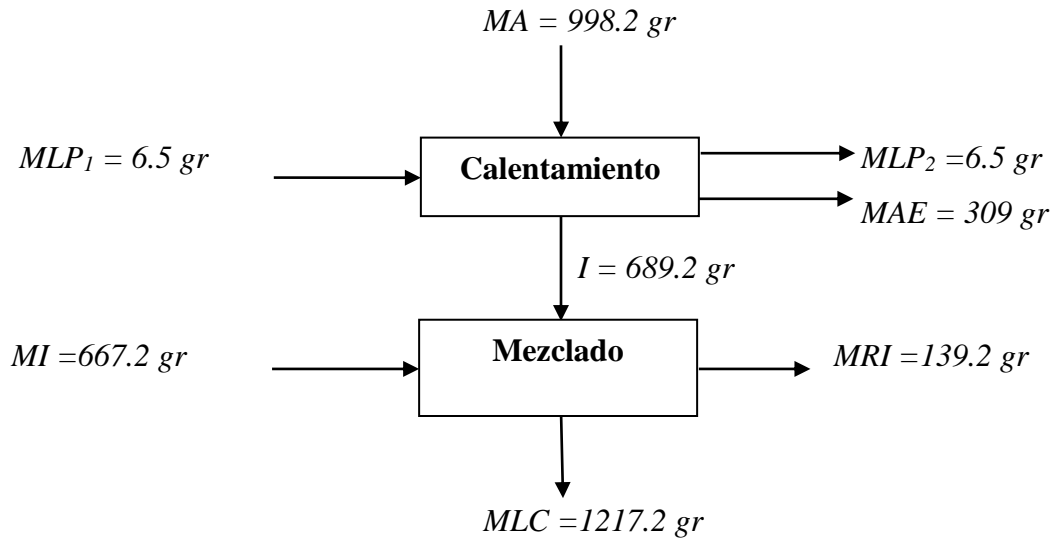 MA = 998.2 gr
MLP₁ = 6.5 gr
Calentamiento
MLP₂ =6.5 gr
MAE = 309 gr
I = 689.2 gr
MI =667.2 gr
Mezclado
MRI =139.2 gr
MLC =1217.2 gr